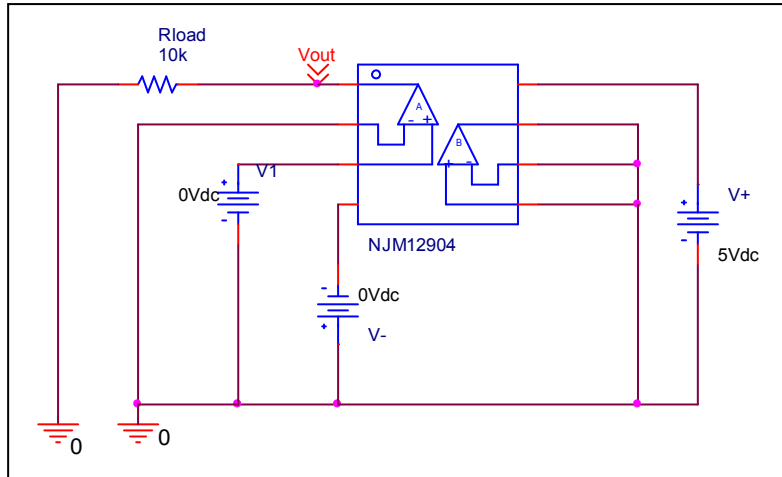 Rload
10k
Vout
A
- +
B
+ -
V1
+
0Vdc
-
NJM12904
V+
+
-
5Vdc
-
0Vdc
+
V-
0
0